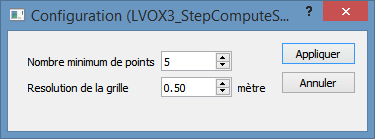 Configuration (LVOX3_StepComputeS... ?
Nombre minimum de points 5 Appliquer
Resolution de la grille 0.50 mètre Annuler